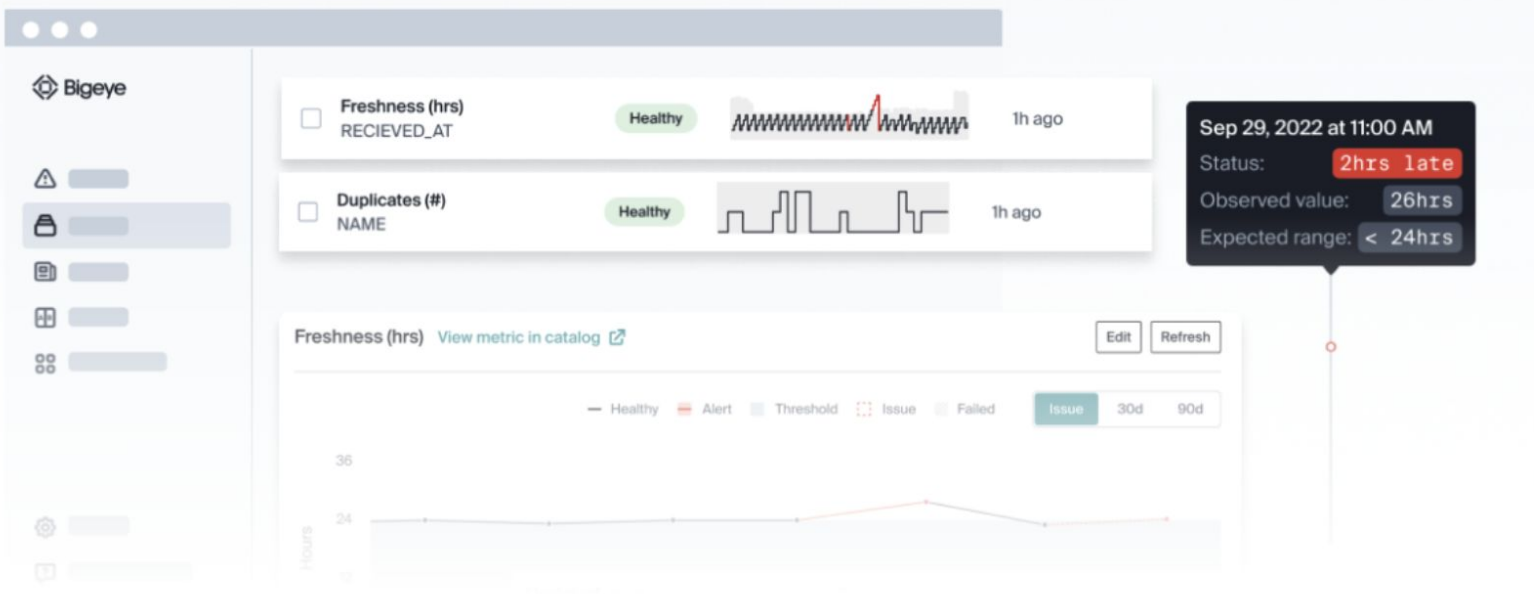 Bigeye
Freshness (hrs)
RECIEVED_AT
Healthy
1h ago
Duplicates (#)
NAME
Healthy
1h ago
Sep 29, 2022 at 11:00 AM
Status: 2hrs late
Observed value: 26hrs
Expected range: < 24hrs
Freshness (hrs) View metric in catalog
Edit Refresh
Healthy Alert Threshold Issue Failed
Issue 30d 90d
36
24
Hours